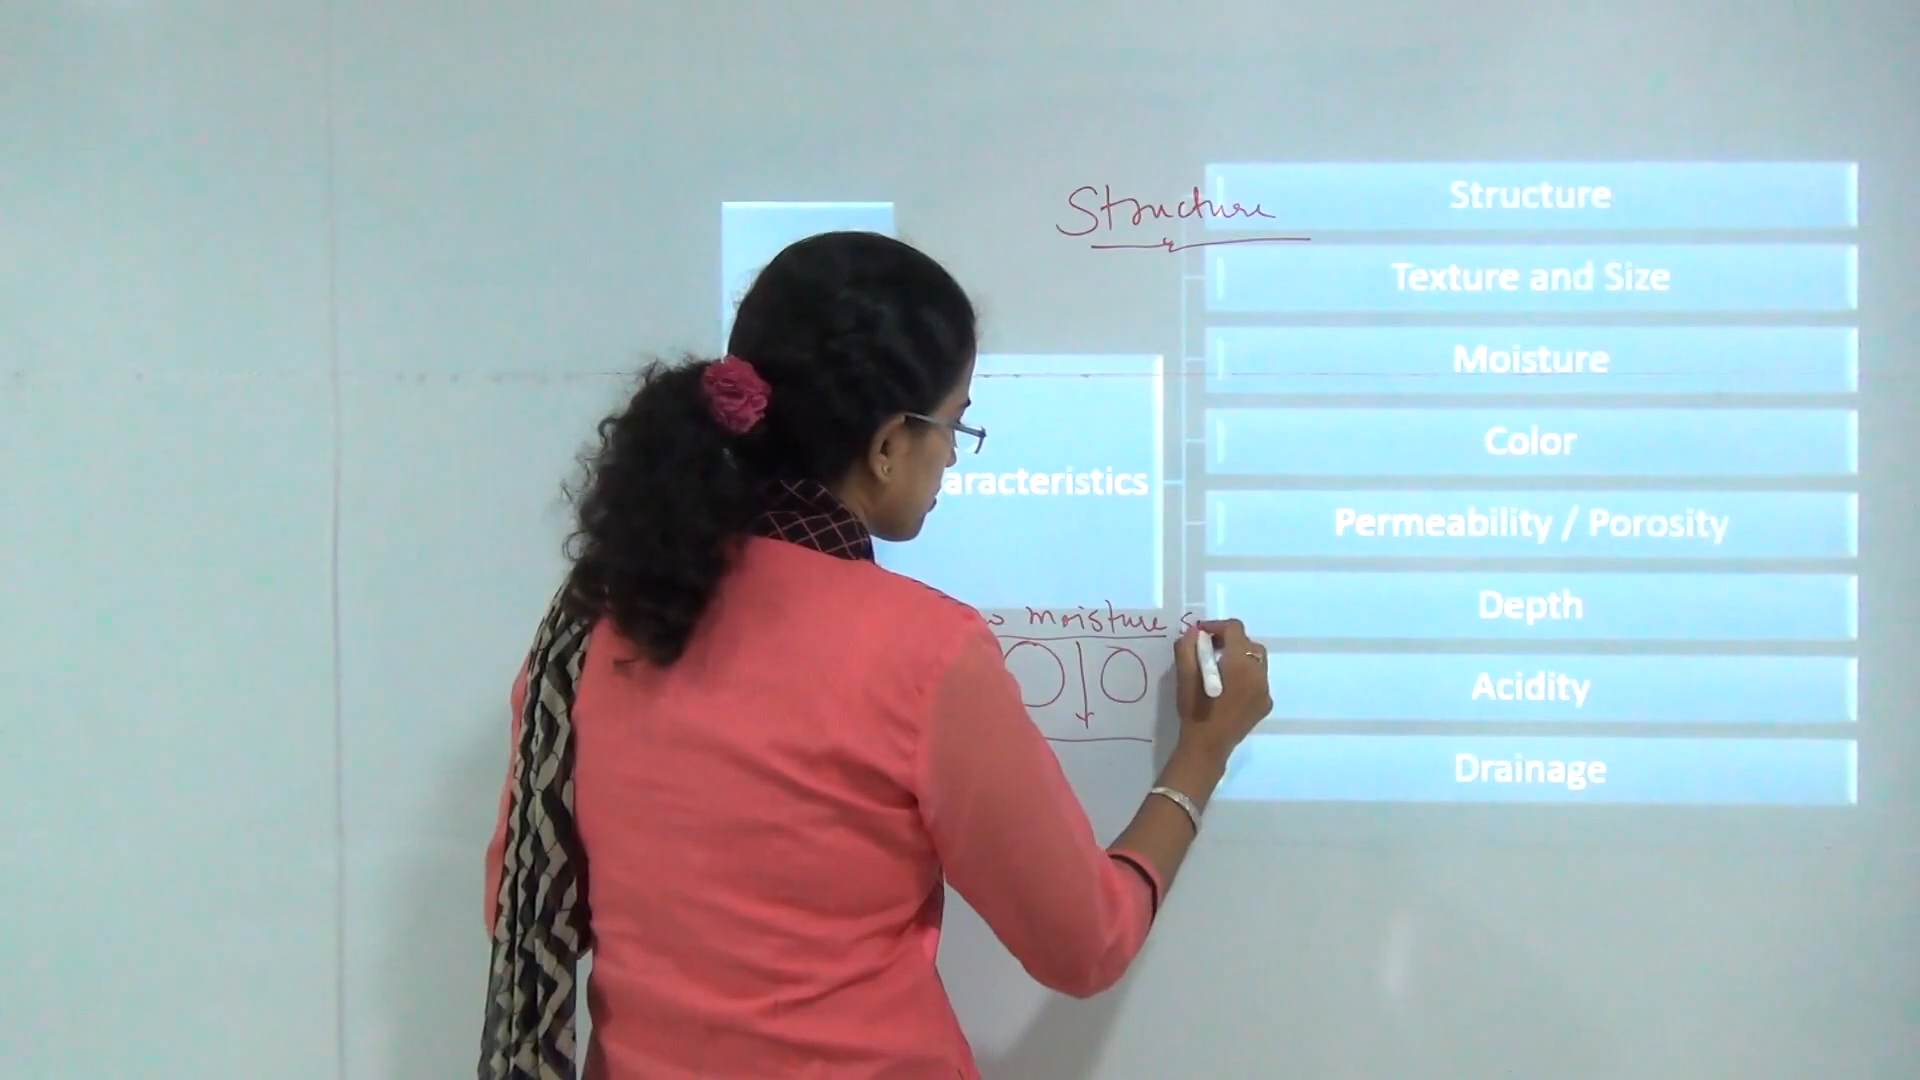 Structure
Structure
Texture and Size
Moisture
Color
aracteristics
Permeability / Porosity
Depth
moisture
Acidity
Drainage